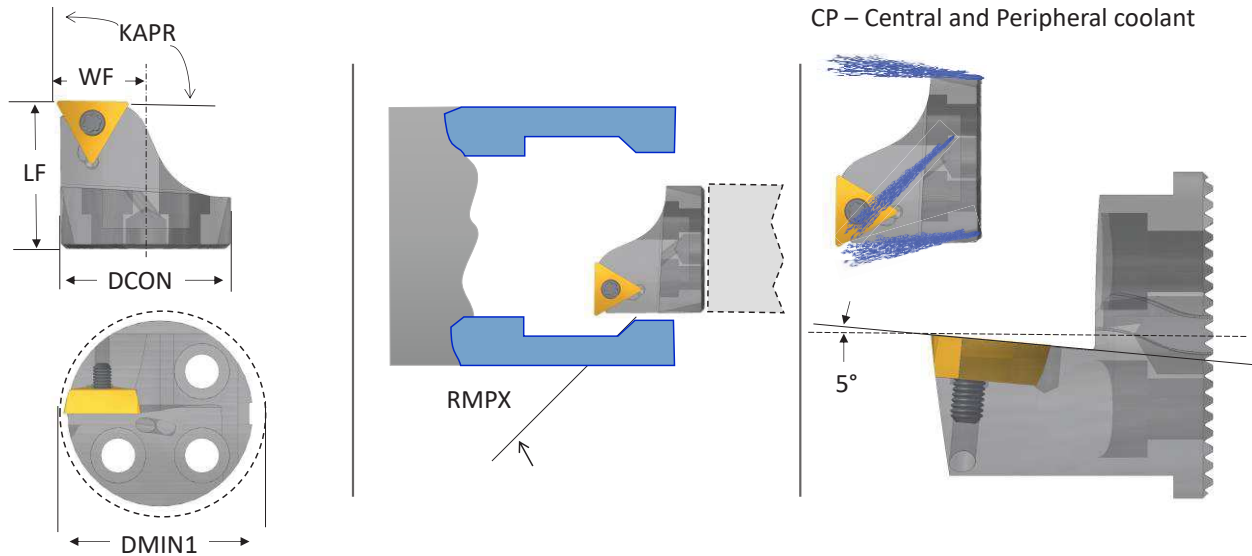 KAPR
WF
LF
DCON
DMIN1
RMPX
CP – Central and Peripheral coolant
5°